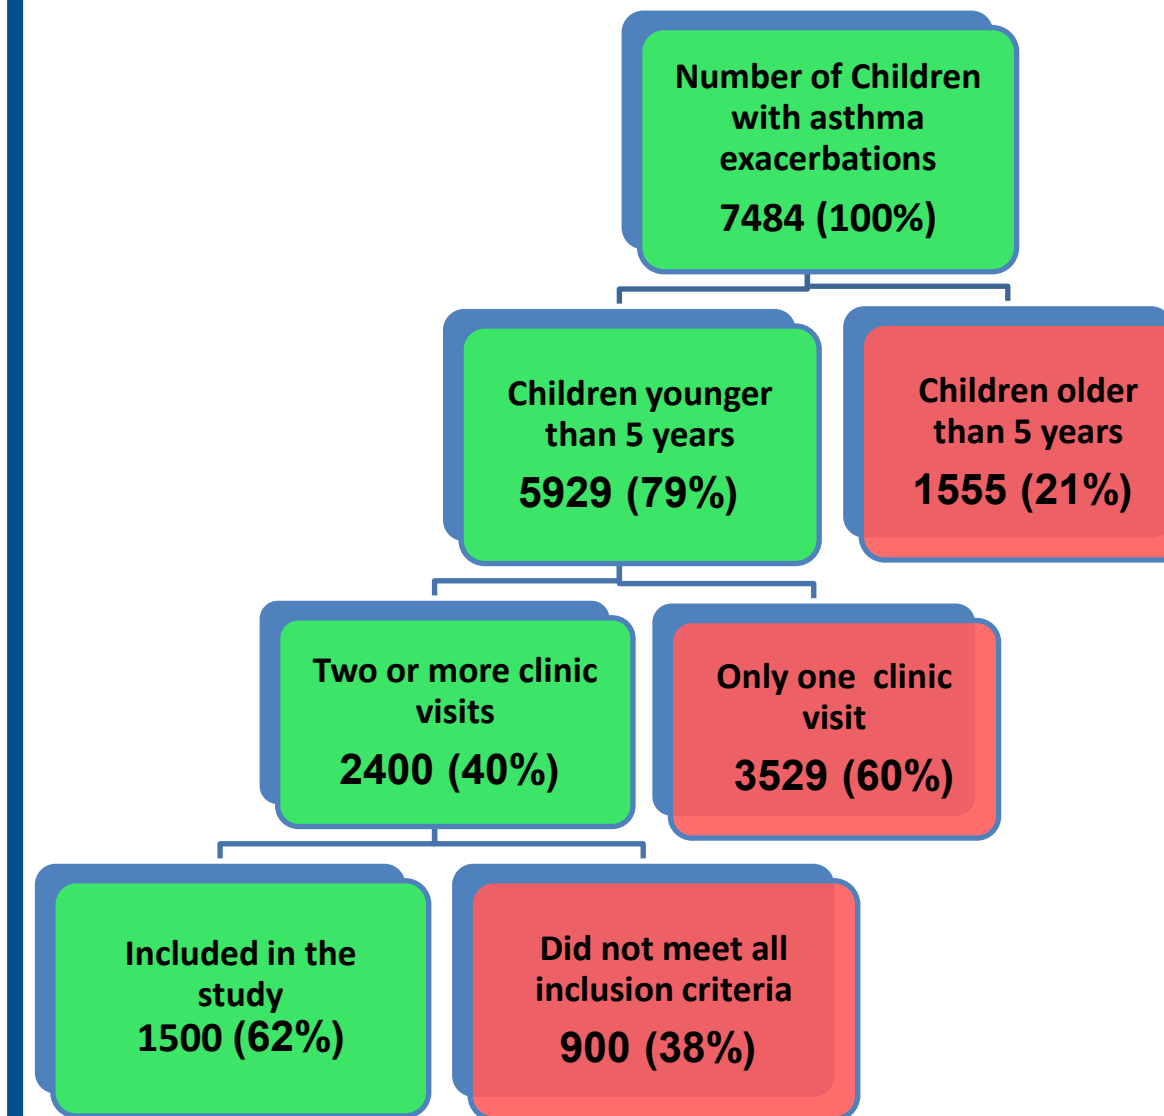 Number of Children
with asthma
exacerbations
7484 (100%)
Children younger
than 5 years
5929 (79%)
Children older
than 5 years
1555 (21%)
Two or more clinic
visits
2400 (40%)
Only one  clinic
visit
3529 (60%)
Included in the
study
1500 (62%)
Did not meet all
inclusion criteria
900 (38%)